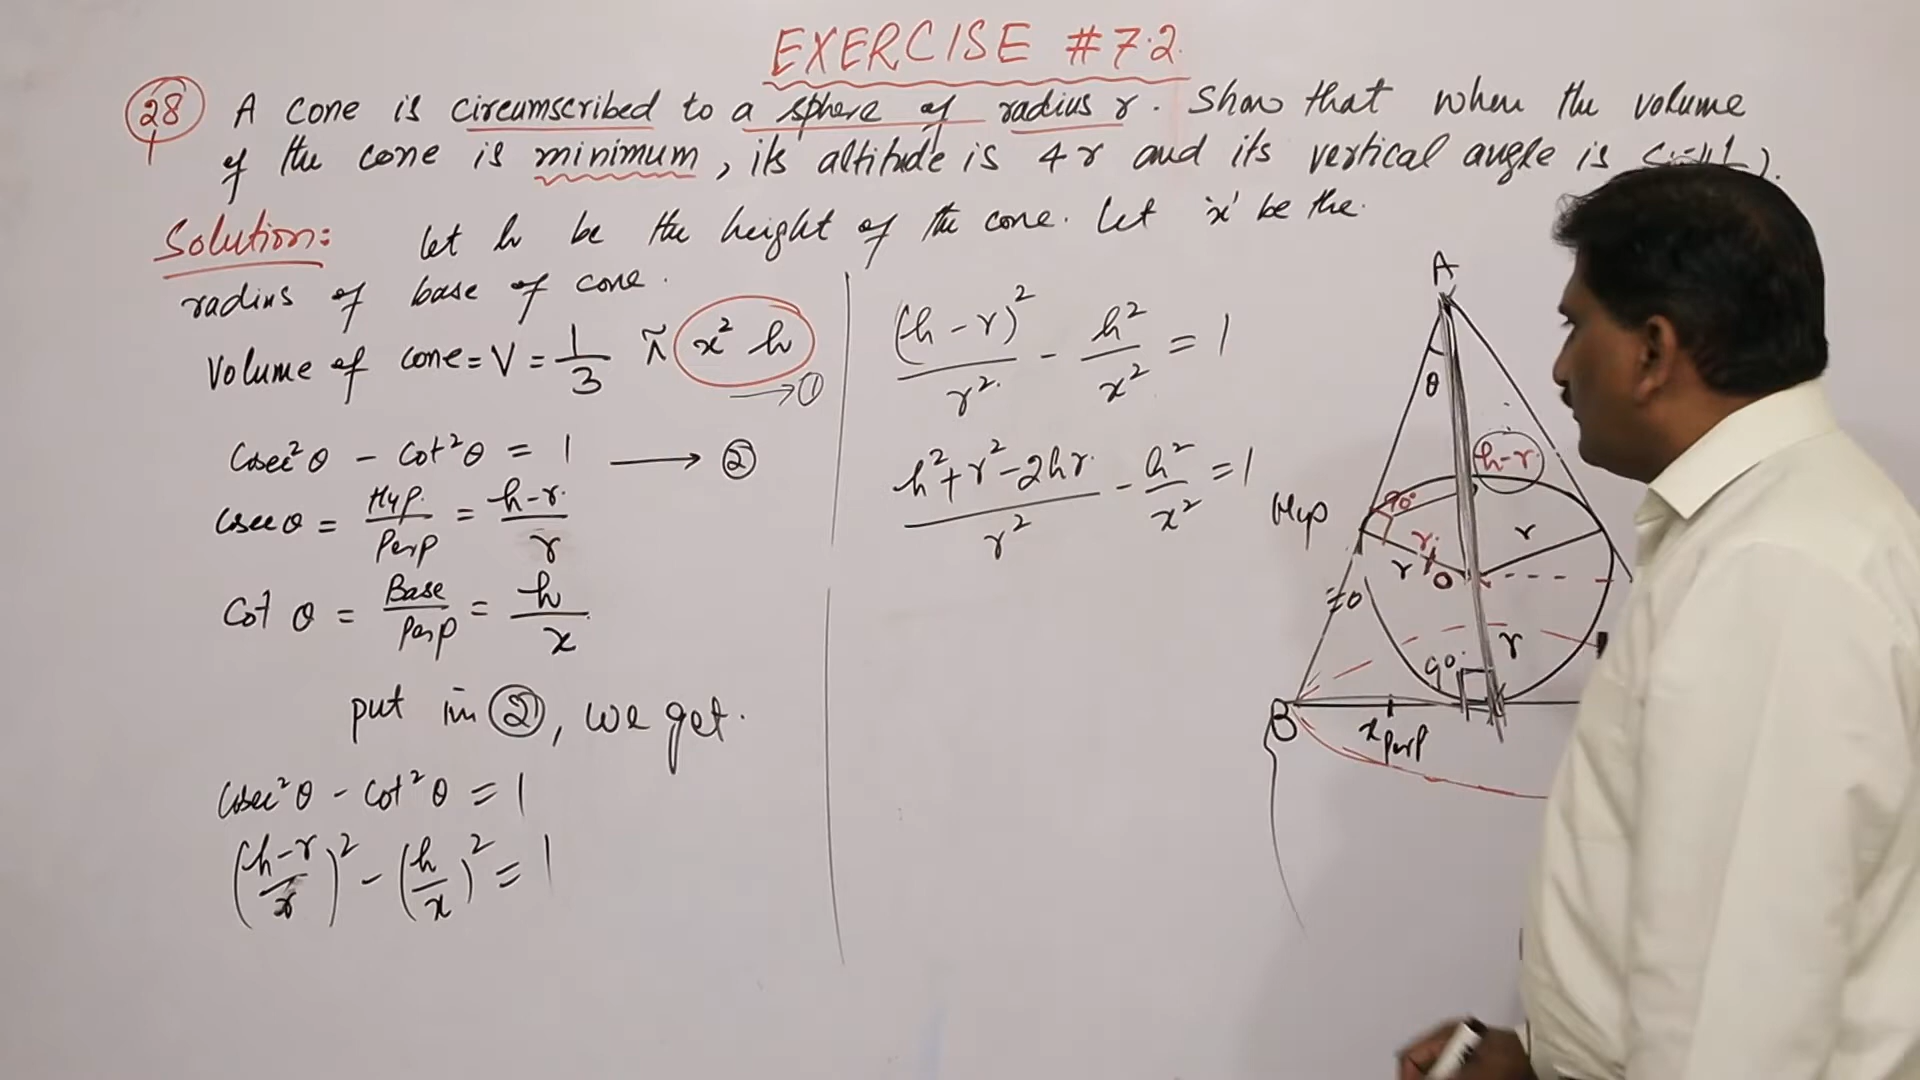 EXERCISE #7.2
28 A cone is circumscribed to a sphere of radius r. Show that when the volume
of the cone is minimum, its altitude is 4r and its vertical angle is
Solution: let h be the height of the cone. Let 'x' be the
radius of base of cone.
Volume of cone = V = 1/3 π x² h → ①
Cosec²θ - Cot²θ = 1 → ②
Cosecθ = Hyp/Perp = h-r/r
Cot θ = Base/Perp = h/x
put in ②, we get.
Cosec²θ - Cot²θ = 1
(h-r/r)² - (h/x)² = 1
(h-r)²/r² - h²/x² = 1
h²+r²-2hr/r² - h²/x² = 1
A
θ
h-r
90°
Hyp
r
r
r
O
r
90°
B
x
Perp